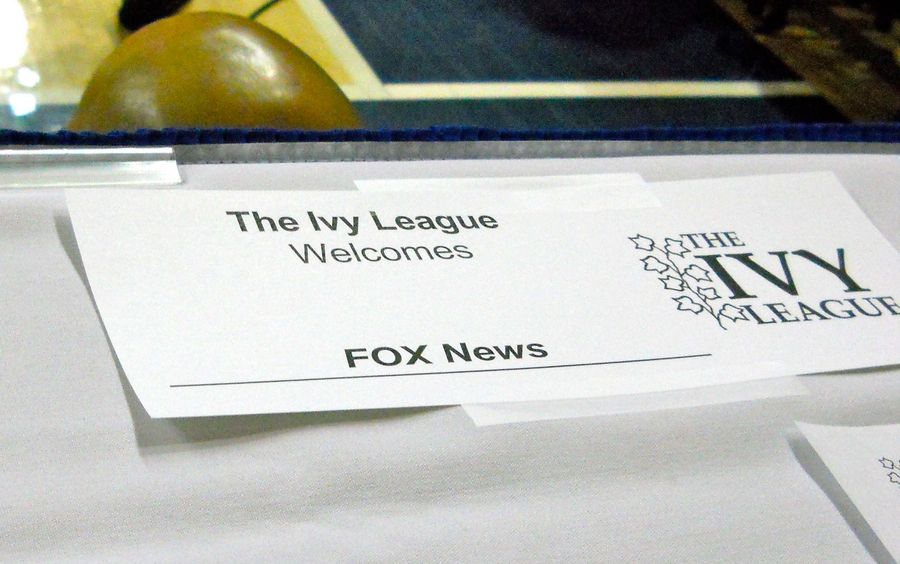 The Ivy League
Welcomes
FOX News
THE
IVY
LEAGUE